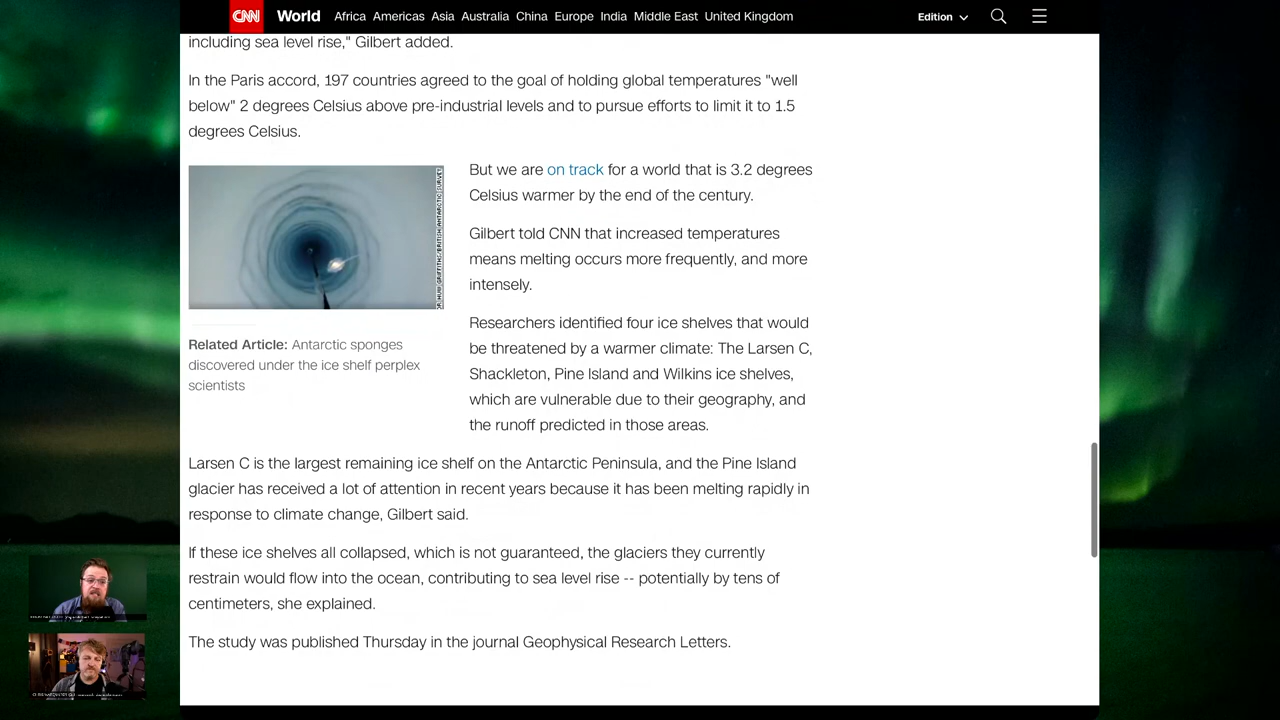 CNN World Africa Americas Asia Australia China Europe India Middle East United Kingdom Edition
including sea level rise," Gilbert added.
In the Paris accord, 197 countries agreed to the goal of holding global temperatures "well
below" 2 degrees Celsius above pre-industrial levels and to pursue efforts to limit it to 1.5
degrees Celsius.
DR HUW GRIFFITHS/BRITISH ANTARCTIC SURVEY
Related Article: Antarctic sponges
discovered under the ice shelf perplex
scientists
But we are on track for a world that is 3.2 degrees
Celsius warmer by the end of the century.
Gilbert told CNN that increased temperatures
means melting occurs more frequently, and more
intensely.
Researchers identified four ice shelves that would
be threatened by a warmer climate: The Larsen C,
Shackleton, Pine Island and Wilkins ice shelves,
which are vulnerable due to their geography, and
the runoff predicted in those areas.
Larsen C is the largest remaining ice shelf on the Antarctic Peninsula, and the Pine Island
glacier has received a lot of attention in recent years because it has been melting rapidly in
response to climate change, Gilbert said.
If these ice shelves all collapsed, which is not guaranteed, the glaciers they currently
restrain would flow into the ocean, contributing to sea level rise -- potentially by tens of
centimeters, she explained.
The study was published Thursday in the journal Geophysical Research Letters.